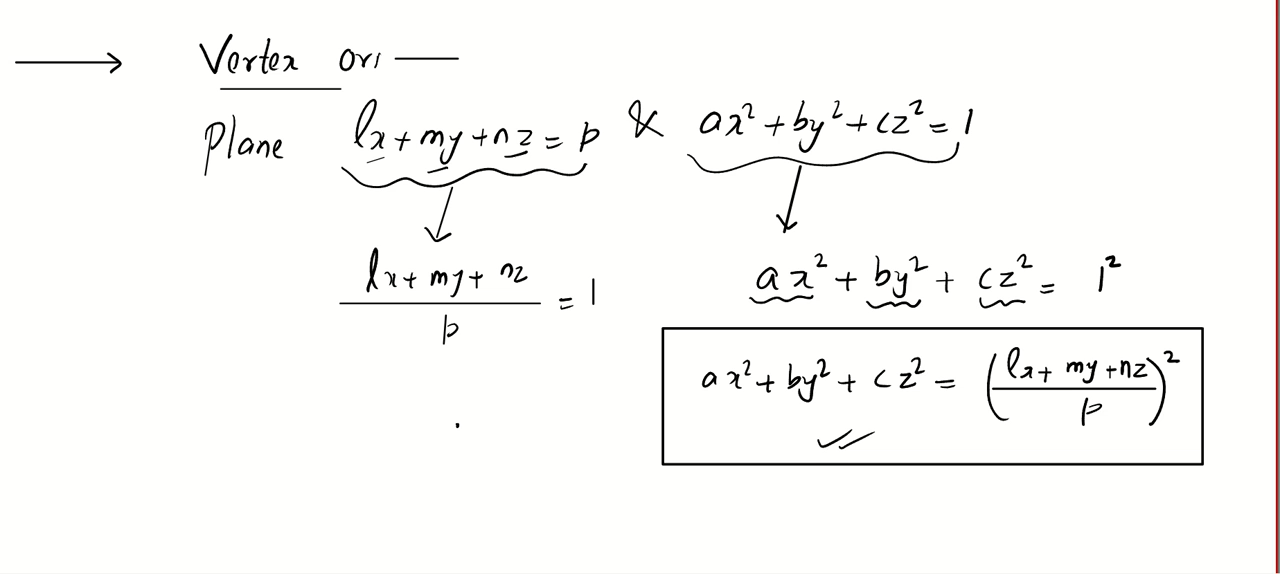 Vertex ori
Plane lx + my + nz = p & ax² + by² + cz² = 1
(lx + my + nz)/p = 1
ax² + by² + cz² = 1²
ax² + by² + cz² = ((lx + my + nz)/p)²